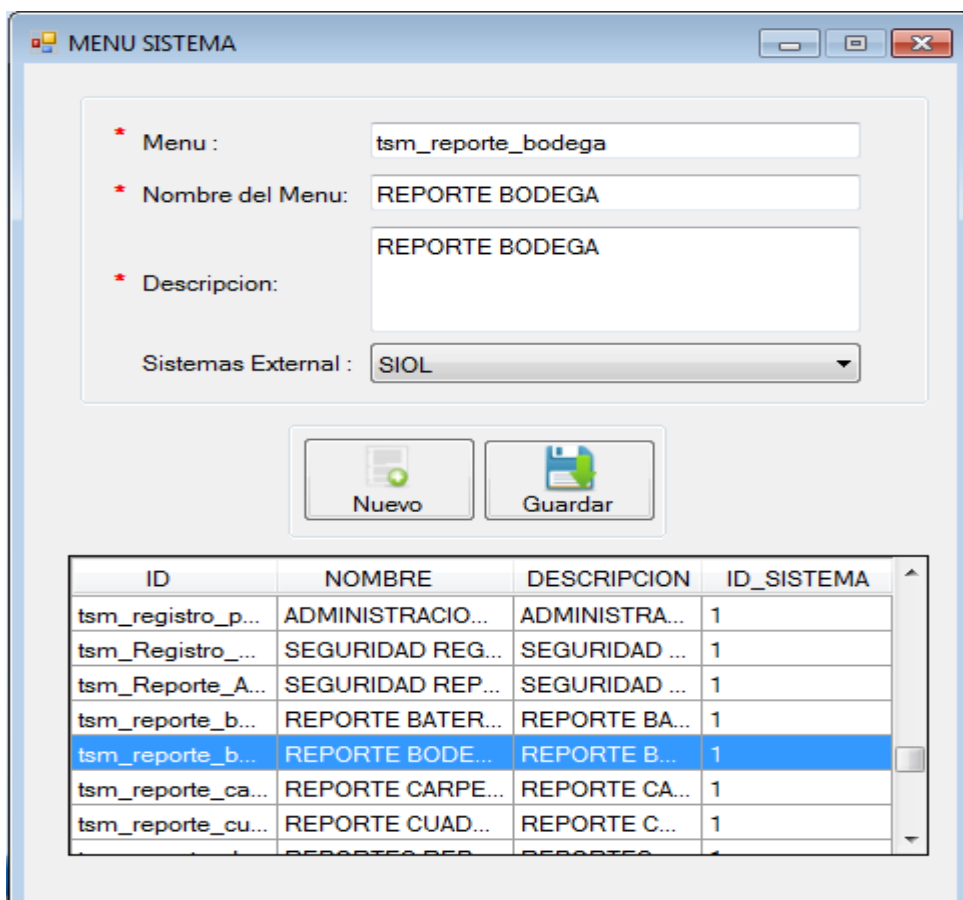 MENU SISTEMA
* Menu : tsm_reporte_bodega
* Nombre del Menu: REPORTE BODEGA
* Descripcion: REPORTE BODEGA
Sistemas External : SIOL
Nuevo Guardar
ID NOMBRE DESCRIPCION ID_SISTEMA
tsm_registro_p... ADMINISTRACIO... ADMINISTRA... 1
tsm_Registro_... SEGURIDAD REG... SEGURIDAD ... 1
tsm_Reporte_A... SEGURIDAD REP... SEGURIDAD ... 1
tsm_reporte_b... REPORTE BATER... REPORTE BA... 1
tsm_reporte_b... REPORTE BODE... REPORTE B... 1
tsm_reporte_ca... REPORTE CARPE... REPORTE CA... 1
tsm_reporte_cu... REPORTE CUAD... REPORTE C... 1